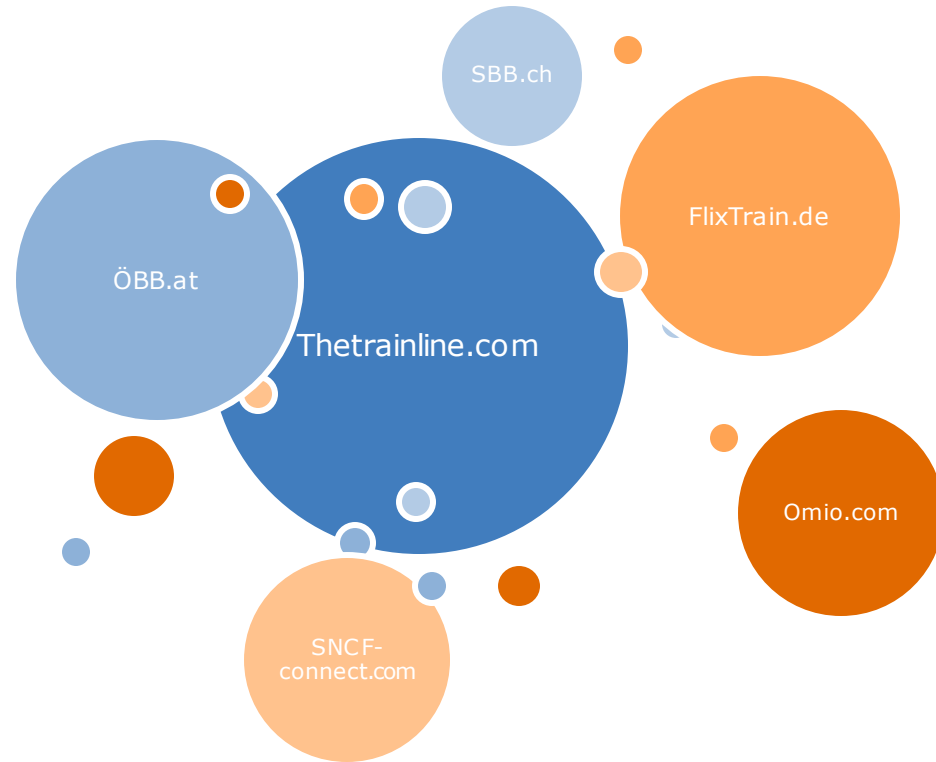 SBB.ch
FlixTrain.de
ÖBB.at
Thetrainline.com
Omio.com
SNCF-
connect.com